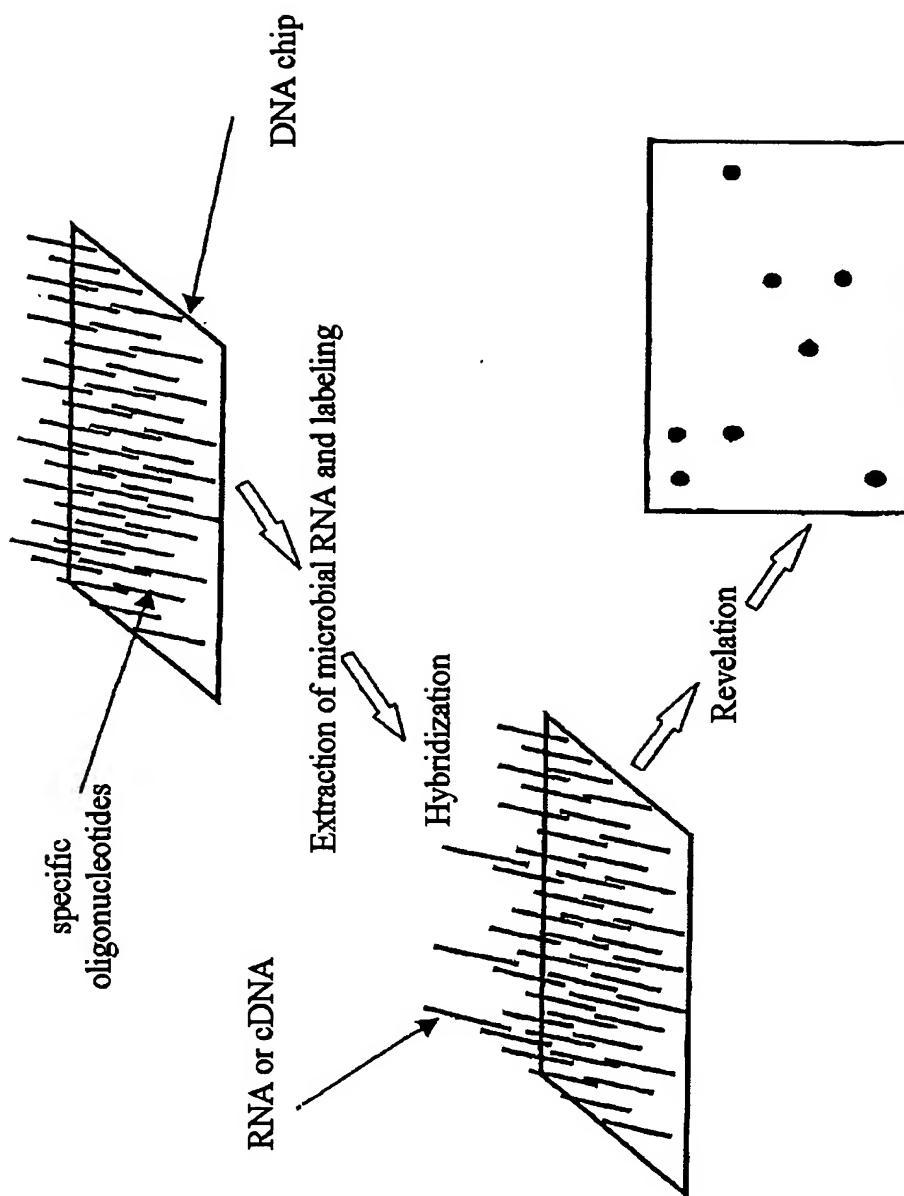 specific
oligonucleotides
DNA chip
Extraction of microbial RNA and labeling
Hybridization
RNA or cDNA
Revelation